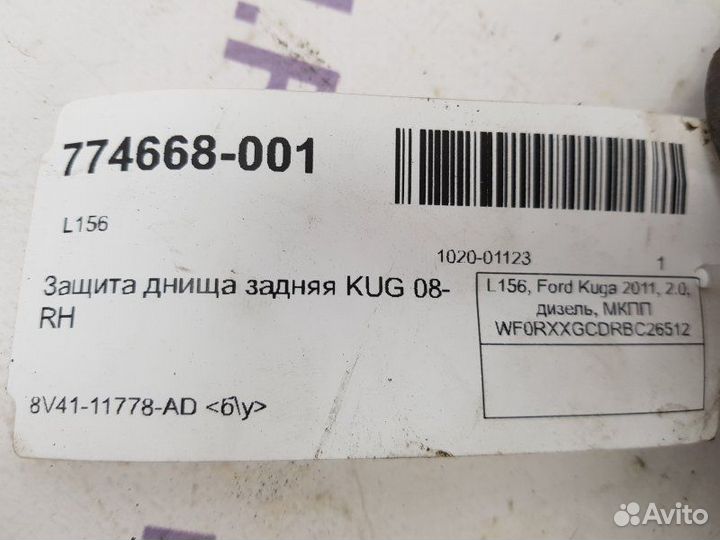 774668-001
L156
1020-01123 1
Защита днища задняя KUG 08-
RH
L156, Ford Kuga 2011, 2.0,
дизель, МКПП
WF0RXXGCDRBC26512
8V41-11778-AD <б\у>
Avito